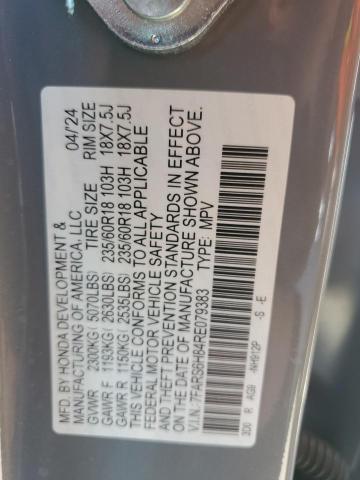 MFD. BY HONDA DEVELOPMENT &
MANUFACTURING OF AMERICA, LLC 04/'24
GVWR 2300KG (5070LBS) TIRE SIZE RIM SIZE
GAWR F 1193KG (2630LBS) 235/60R18 103H 18X7.5J
GAWR R 1150KG (2535LBS) 235/60R18 103H 18X7.5J
THIS VEHICLE CONFORMS TO ALL APPLICABLE
FEDERAL MOTOR VEHICLE SAFETY
AND THEFT PREVENTION STANDARDS IN EFFECT
ON THE DATE OF MANUFACTURE SHOWN ABOVE.
V.I.N.: 7FARS6H84RE079383 TYPE: MPV
3D0 R AG9 -NH912P -S -E